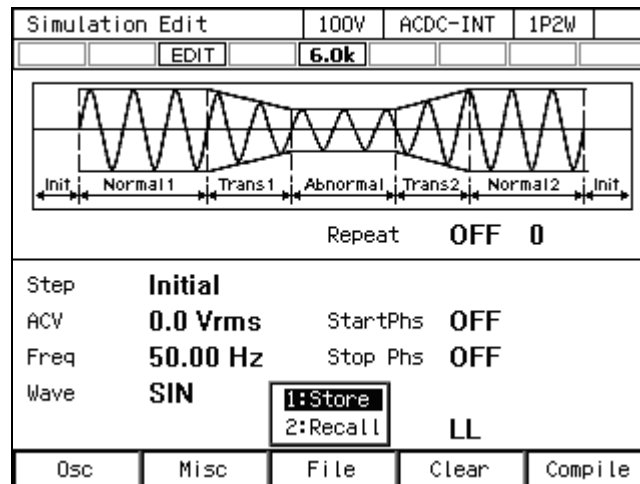 Simulation Edit 100V ACDC-INT 1P2W
EDIT 6.0k
Init Normal1 Trans1 Abnormal Trans2 Normal2 Init
Repeat OFF 0
Step Initial
ACV 0.0 Vrms StartPhs OFF
Freq 50.00 Hz Stop Phs OFF
Wave SIN
1:Store
2:Recall LL
Osc Misc File Clear Compile